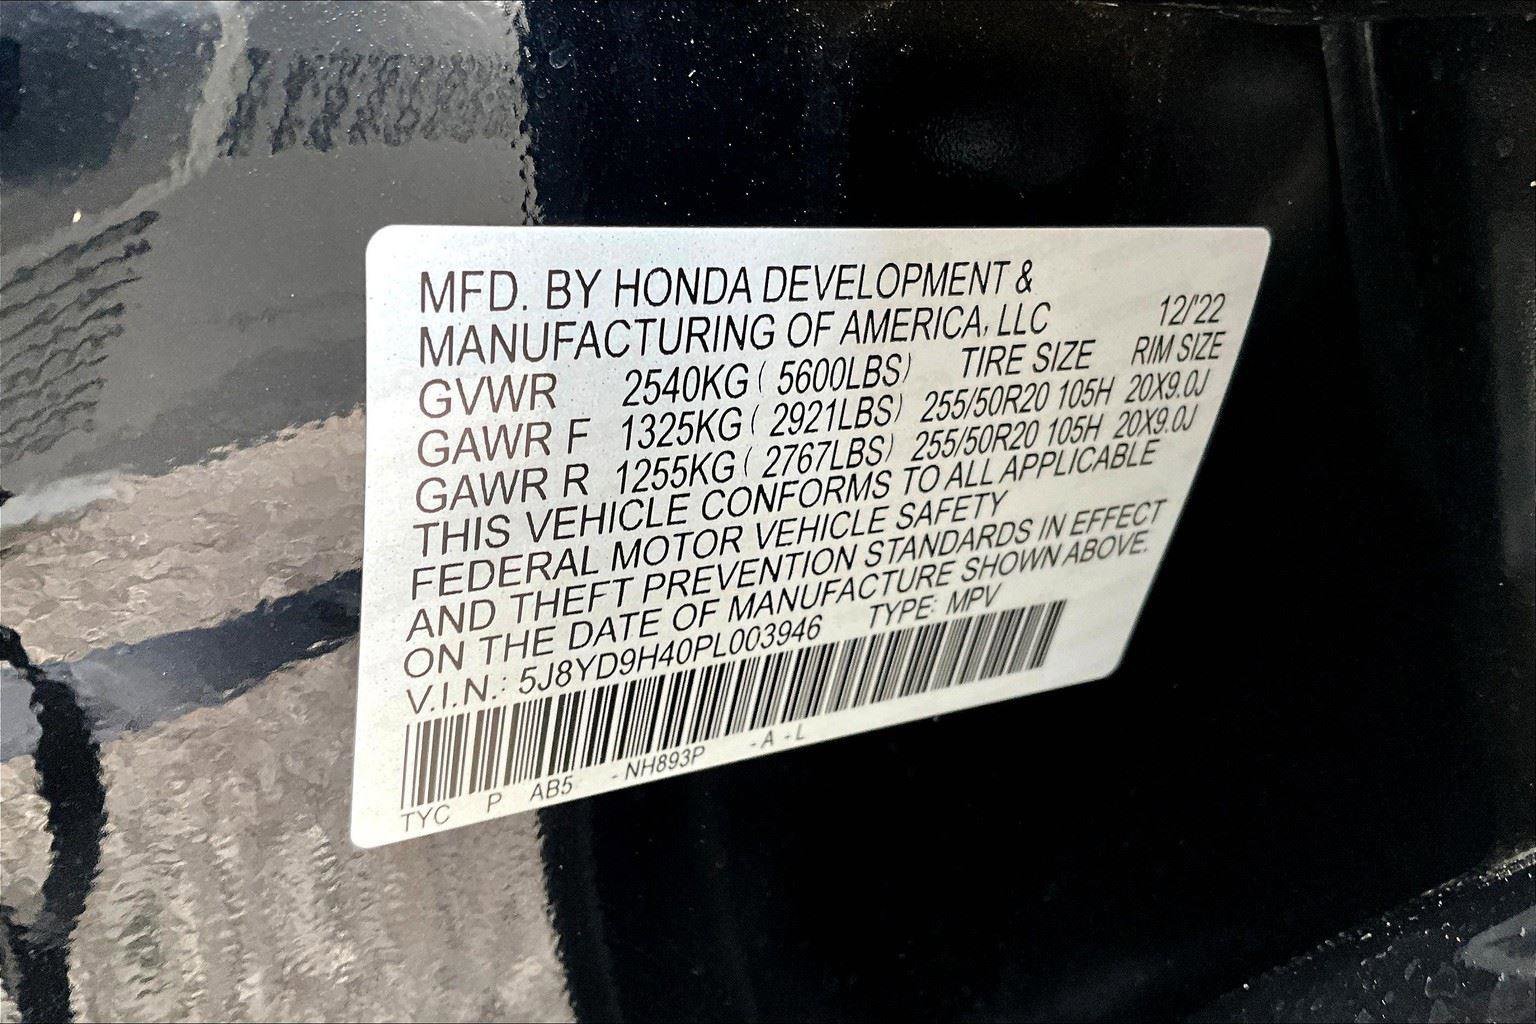 MFD. BY HONDA DEVELOPMENT &
MANUFACTURING OF AMERICA, LLC 12/'22
GVWR 2540KG ( 5600LBS) TIRE SIZE RIM SIZE
GAWR F 1325KG ( 2921LBS) 255/50R20 105H 20X9.0J
GAWR R 1255KG ( 2767LBS) 255/50R20 105H 20X9.0J
THIS VEHICLE CONFORMS TO ALL APPLICABLE
FEDERAL MOTOR VEHICLE SAFETY
AND THEFT PREVENTION STANDARDS IN EFFECT
ON THE DATE OF MANUFACTURE SHOWN ABOVE.
V.I.N.: 5J8YD9H40PL003946 TYPE: MPV
TYC P AB5 - NH893P - A - L